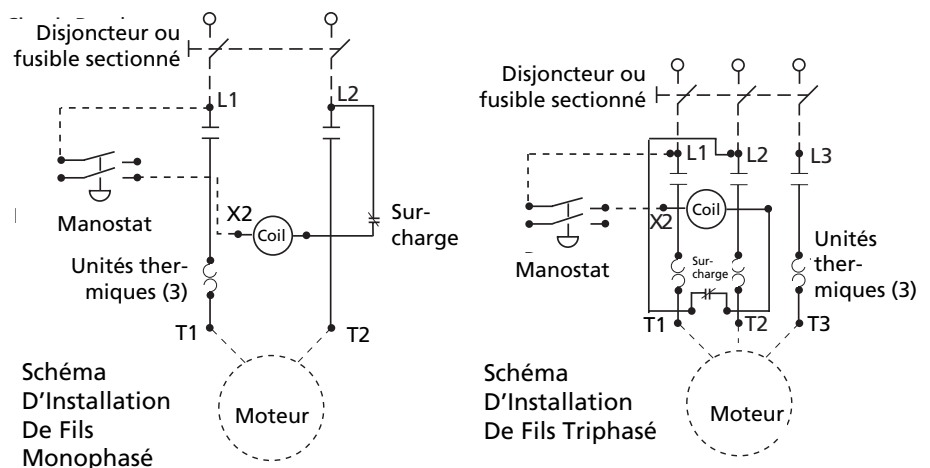 Disjoncteur ou
fusible sectionné
L1
L2
Manostat
X2
Coil
Sur-
charge
Unités ther-
miques (3)
T1
T2
Moteur
Schéma
D'Installation
De Fils
Monophasé
Disjoncteur ou
fusible sectionné
L1
L2
L3
X2
Coil
Manostat
Sur-
charge
Unités
ther-
miques (3)
T1
T2
T3
Moteur
Schéma
D'Installation
De Fils Triphasé